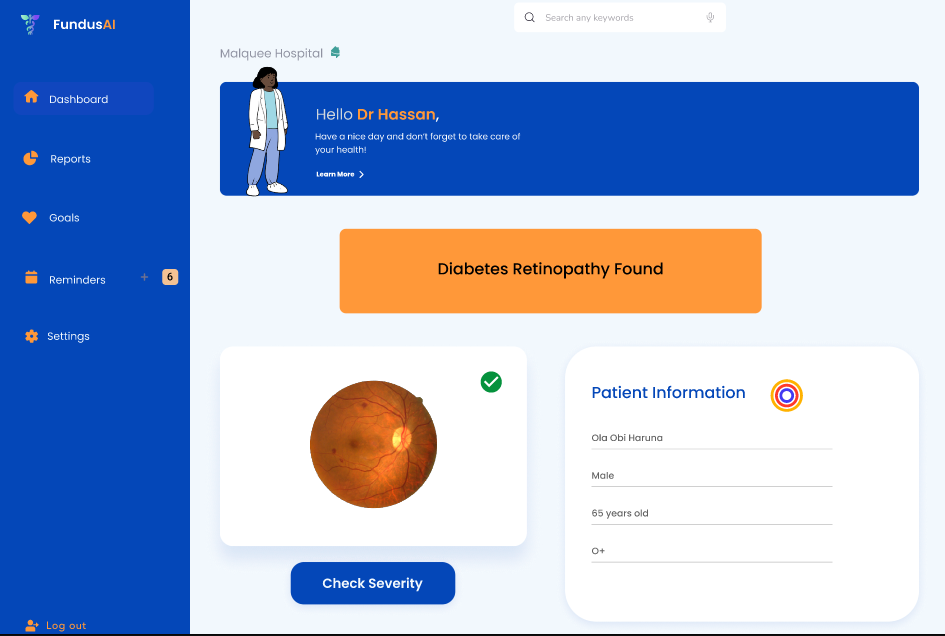 FundusAI
Search any keywords
Malquee Hospital
Dashboard
Hello Dr Hassan,
Have a nice day and don't forget to take care of
your health!
Learn More
Reports
Goals
Reminders + 6
Settings
Diabetes Retinopathy Found
Patient Information
Ola Obi Haruna
Male
65 years old
O+
Check Severity
Log out